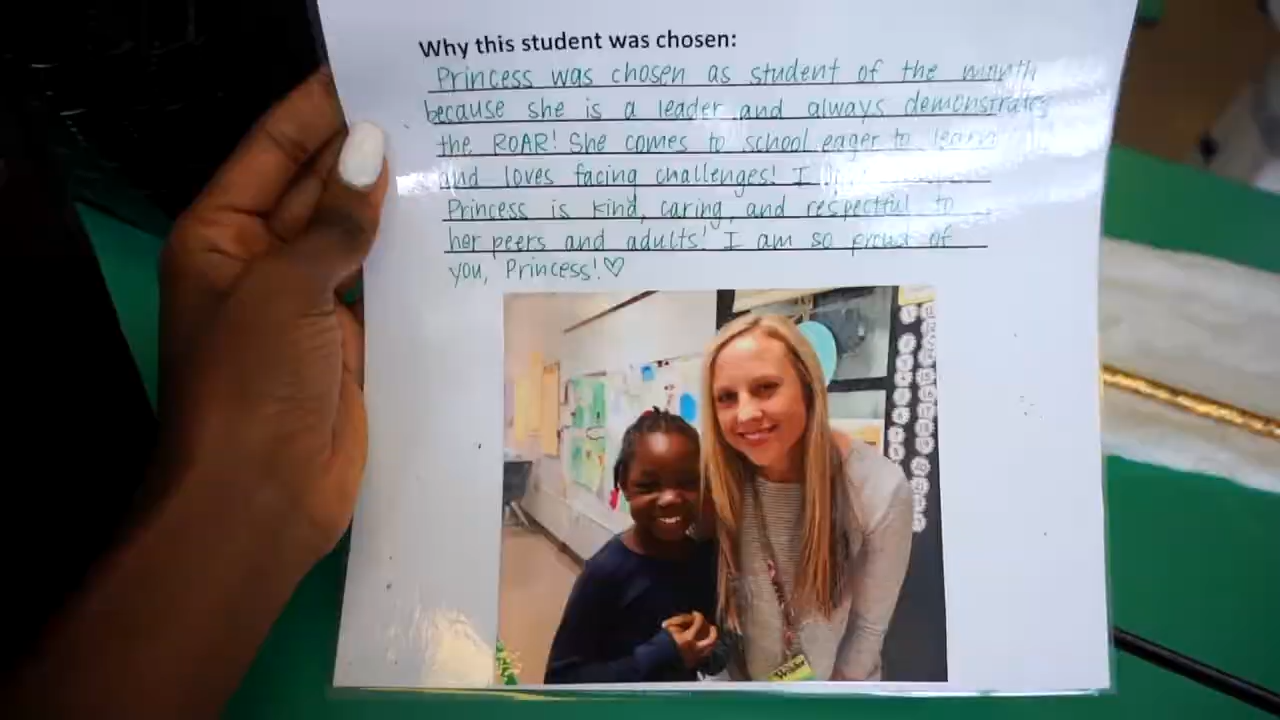 Why this student was chosen:
Princess was chosen as student of the month
because she is a leader and always demonstrates
the ROAR! She comes to school eager to learn
and loves facing challenges! I
Princess is kind, caring, and respectful to
her peers and adults! I am so proud of
you, Princess!♡